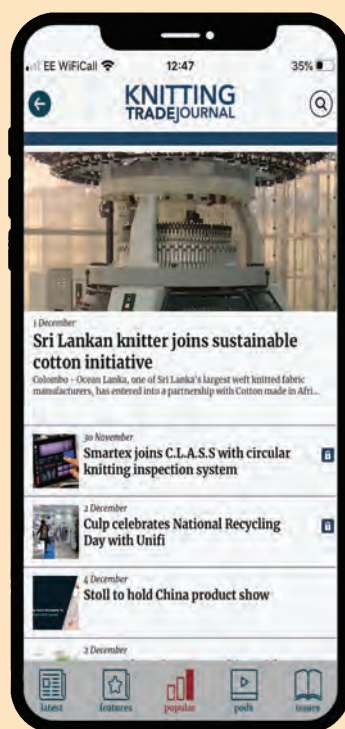 EE WiFiCall 12:47 35%
KNITTING
TRADEJOURNAL
1 December
Sri Lankan knitter joins sustainable
cotton initiative
Colombo – Ocean Lanka, one of Sri Lanka's largest weft knitted fabric
manufacturers, has entered into a partnership with Cotton made in Afri...
30 November
Smartex joins C.L.A.S.S with circular
knitting inspection system
2 December
Culp celebrates National Recycling
Day with Unifi
4 December
Stoll to hold China product show
2 December
latest features popular pods issues